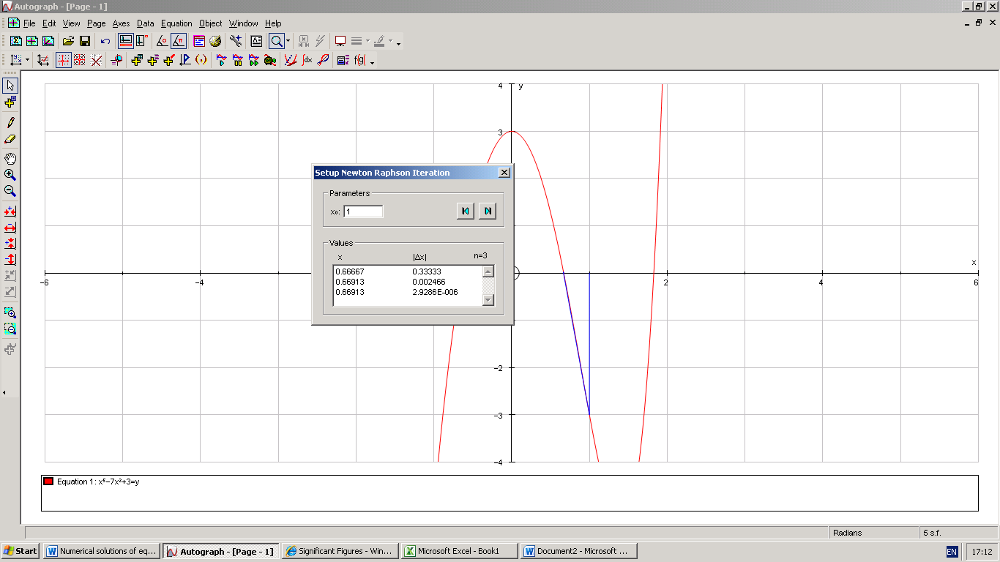 Autograph - [Page - 1]
File Edit View Page Axes Data Equation Object Window Help
f(g(
4
y
3
-2
-3
-4
-6
-4
2
4
6
x
Setup Newton Raphson Iteration
Parameters
x₀: 1
Values
x |Δx| n=3
0.66667 0.33333
0.66913 0.002466
0.66913 2.9286E-006
Equation 1: x⁵−7x²+3=y
Radians 5 s.f.
Start Numerical solutions of eq... Autograph - [Page - 1] Significant Figures - Win... Microsoft Excel - Book1 Document2 - Microsoft ... EN 17:12